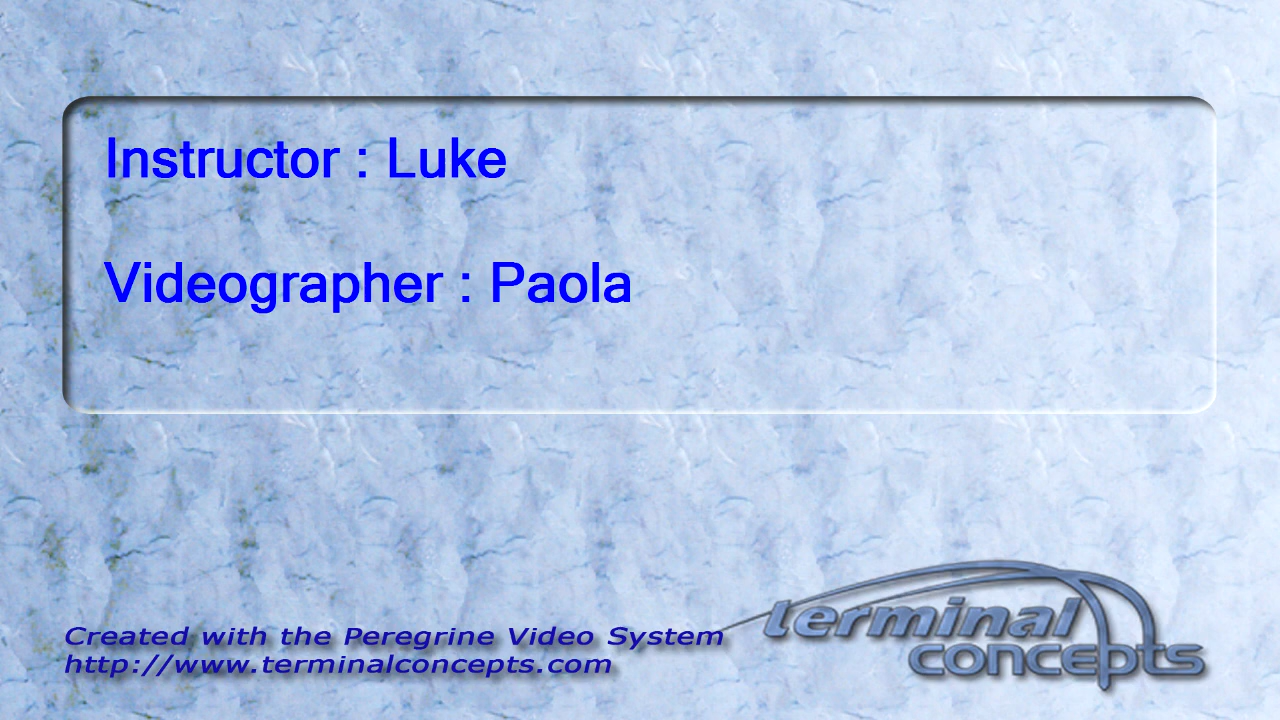 Instructor : Luke
Videographer : Paola
Created with the Peregrine Video System
http://www.terminalconcepts.com
terminal
concepts